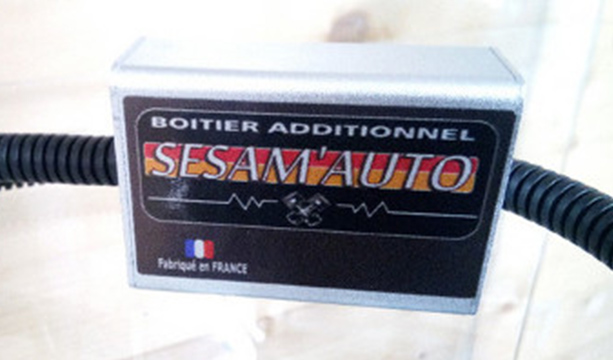 BOITIER ADDITIONNEL
SESAM'AUTO
Fabriqué en FRANCE